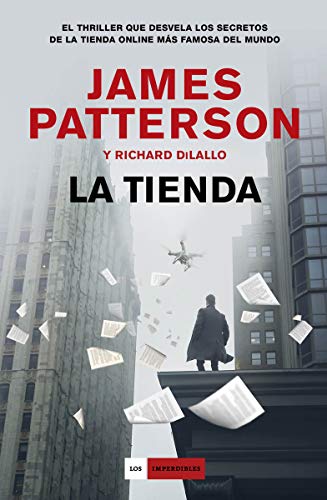 EL THRILLER QUE DESVELA LOS SECRETOS
DE LA TIENDA ONLINE MÁS FAMOSA DEL MUNDO
JAMES
PATTERSON
Y RICHARD DiLALLO
LA TIENDA
LOS IMPERDIBLES